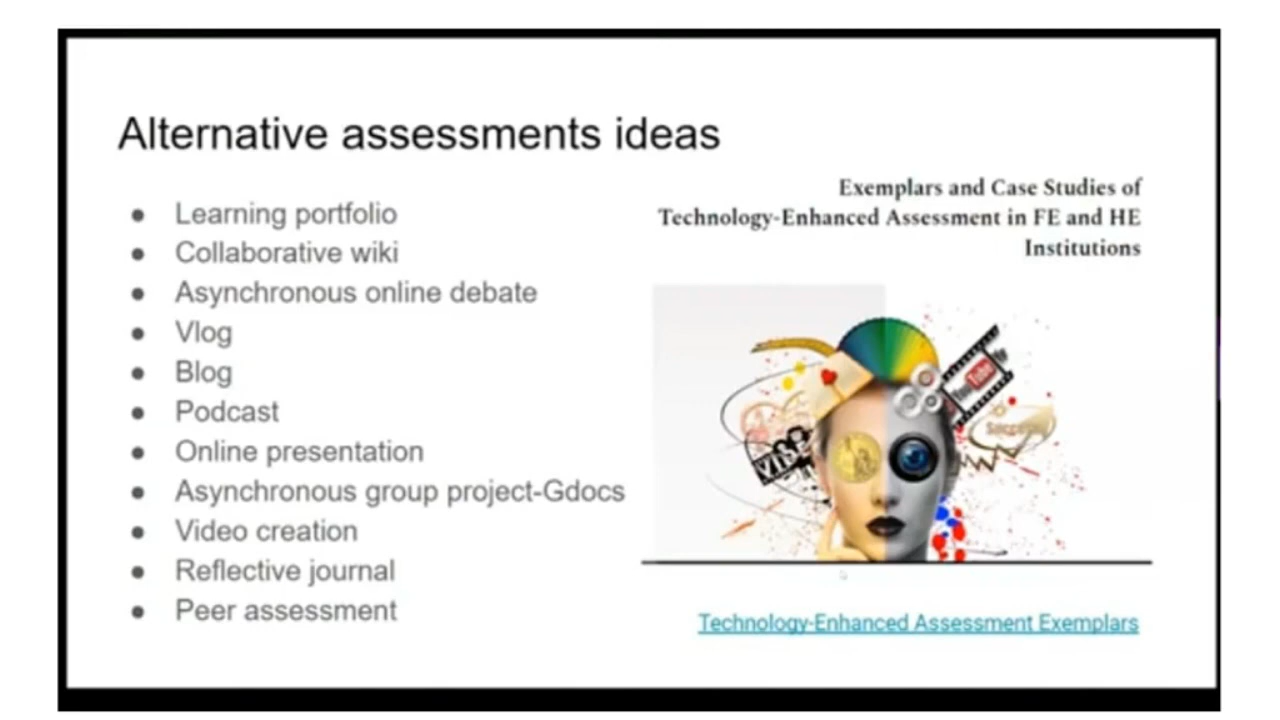 Alternative assessments ideas
● Learning portfolio
● Collaborative wiki
● Asynchronous online debate
● Vlog
● Blog
● Podcast
● Online presentation
● Asynchronous group project-Gdocs
● Video creation
● Reflective journal
● Peer assessment
Exemplars and Case Studies of
Technology-Enhanced Assessment in FE and HE
Institutions
YouTube
Success
Technology-Enhanced Assessment Exemplars